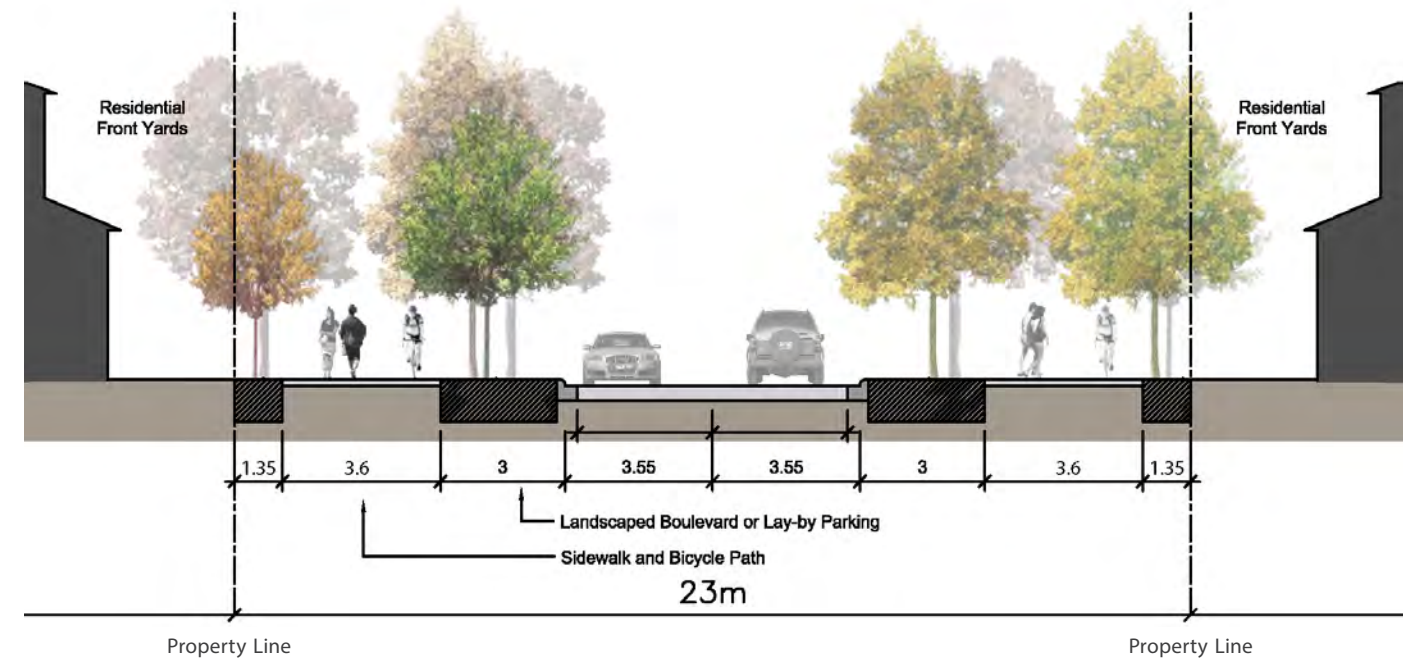 Residential
Front Yards
Residential
Front Yards
1.35 3.6 3 3.55 3.55 3 3.6 1.35
Landscaped Boulevard or Lay-by Parking
Sidewalk and Bicycle Path
23m
Property Line
Property Line